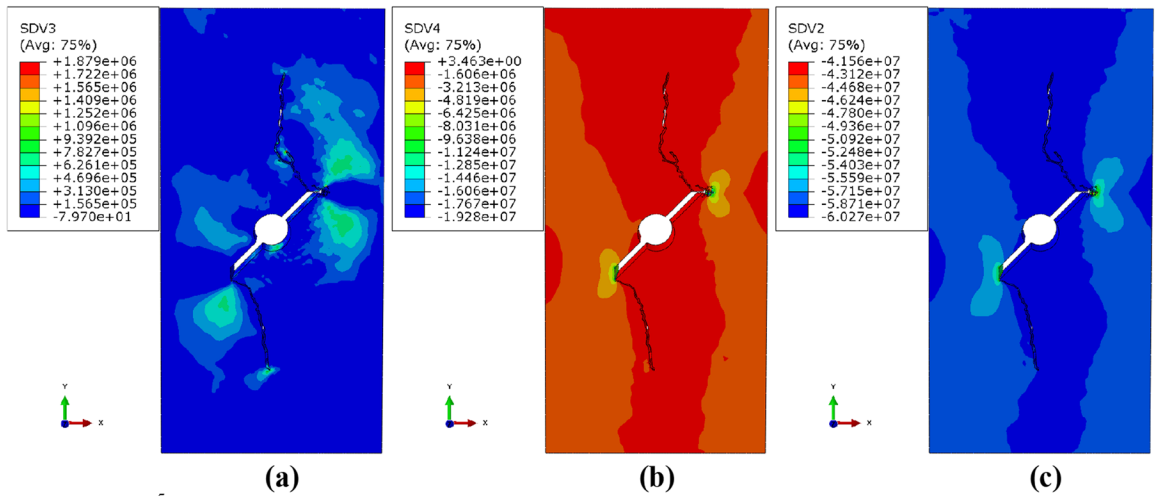 SDV3
(Avg: 75%)
+1.879e+06
+1.722e+06
+1.565e+06
+1.409e+06
+1.252e+06
+1.096e+06
+9.392e+05
+7.827e+05
+6.261e+05
+4.696e+05
+3.130e+05
+1.565e+05
-7.970e+01
Y
X
(a)
SDV4
(Avg: 75%)
+3.463e+00
-1.606e+06
-3.213e+06
-4.819e+06
-6.425e+06
-8.031e+06
-9.638e+06
-1.124e+07
-1.285e+07
-1.446e+07
-1.606e+07
-1.767e+07
-1.928e+07
Y
X
(b)
SDV2
(Avg: 75%)
-4.156e+07
-4.312e+07
-4.468e+07
-4.624e+07
-4.780e+07
-4.936e+07
-5.092e+07
-5.248e+07
-5.403e+07
-5.559e+07
-5.715e+07
-5.871e+07
-6.027e+07
Y
X
(c)